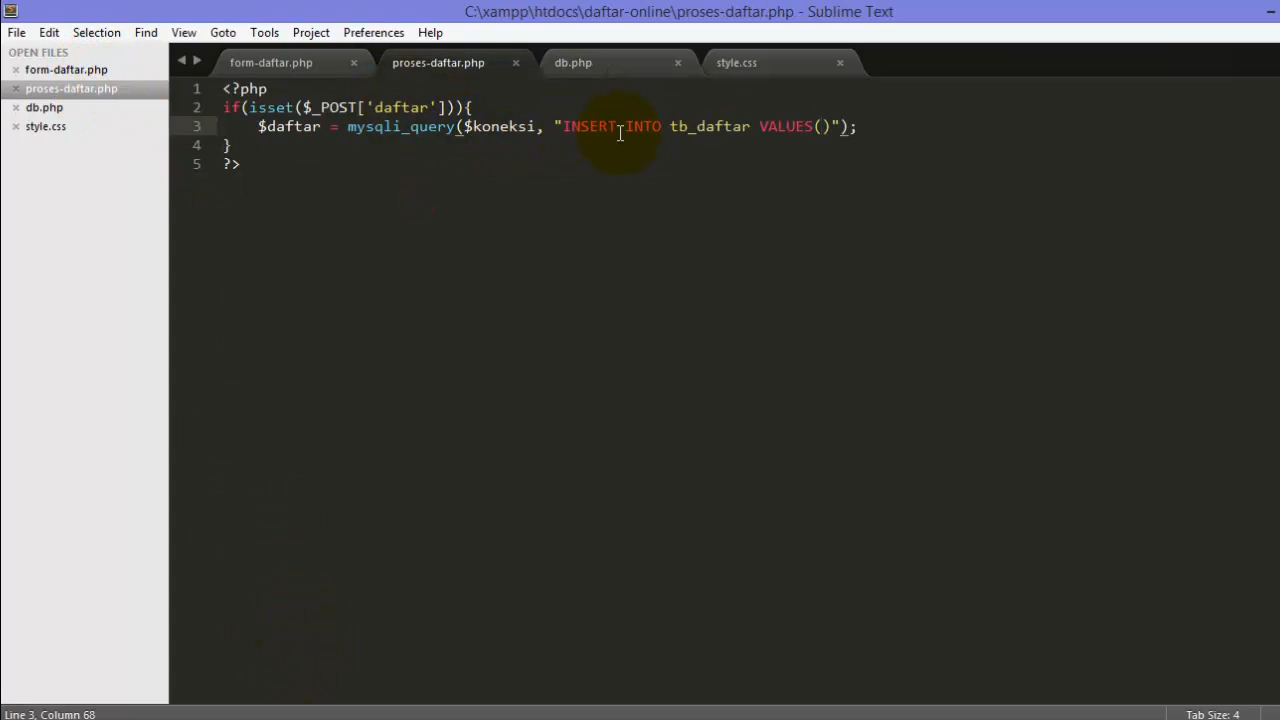 C:\xampp\htdocs\daftar-online\proses-daftar.php - Sublime Text
File Edit Selection Find View Goto Tools Project Preferences Help
OPEN FILES
form-daftar.php
proses-daftar.php
db.php
style.css
form-daftar.php proses-daftar.php db.php style.css
1 <?php
2 if(isset($_POST['daftar'])){
3 $daftar = mysqli_query($koneksi, "INSERT INTO tb_daftar VALUES()");
4 }
5 ?>
Line 3, Column 68
Tab Size: 4